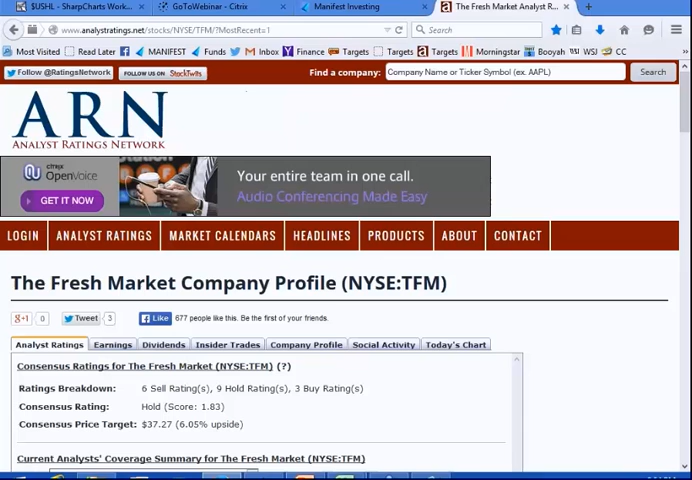 $USHL - SharpCharts Work... GoToWebinar - Citrix Manifest Investing The Fresh Market Analyst R...
www.analystratings.net/stocks/NYSE/TFM/?MostRecent=1 Search
Most Visited Read Later MANIFEST Funds Targets Targets Targets Morningstar Booyah WSJ CC
Follow @RatingsNetwork FOLLOW US ON StockTwits Find a company: Company Name or Ticker Symbol (ex. AAPL) Search
ARN
ANALYST RATINGS NETWORK
citrix
OpenVoice
GET IT NOW
Your entire team in one call.
Audio Conferencing Made Easy
LOGIN ANALYST RATINGS MARKET CALENDARS HEADLINES PRODUCTS ABOUT CONTACT
The Fresh Market Company Profile (NYSE:TFM)
g+1 0 Tweet 3 Like 677 people like this. Be the first of your friends.
Analyst Ratings Earnings Dividends Insider Trades Company Profile Social Activity Today's Chart
Consensus Ratings for The Fresh Market (NYSE:TFM) (?)
Ratings Breakdown: 6 Sell Rating(s), 9 Hold Rating(s), 3 Buy Rating(s)
Consensus Rating: Hold (Score: 1.83)
Consensus Price Target: $37.27 (6.05% upside)
Current Analysts' Coverage Summary for The Fresh Market (NYSE:TFM)